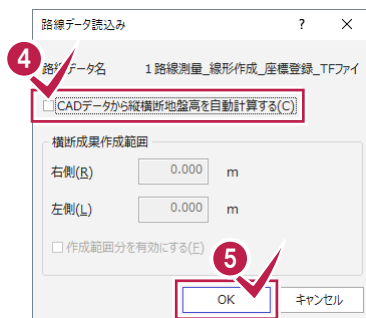 路線データ読込み ? ×
4
路線データ名 1路線測量_線形作成_座標登録_TFファイ
CADデータから縦横断地盤高を自動計算する(C)
横断成果作成範囲
右側(R) 0.000 m
左側(L) 0.000 m
作成範囲分を有効にする(F)
5
OK キャンセル